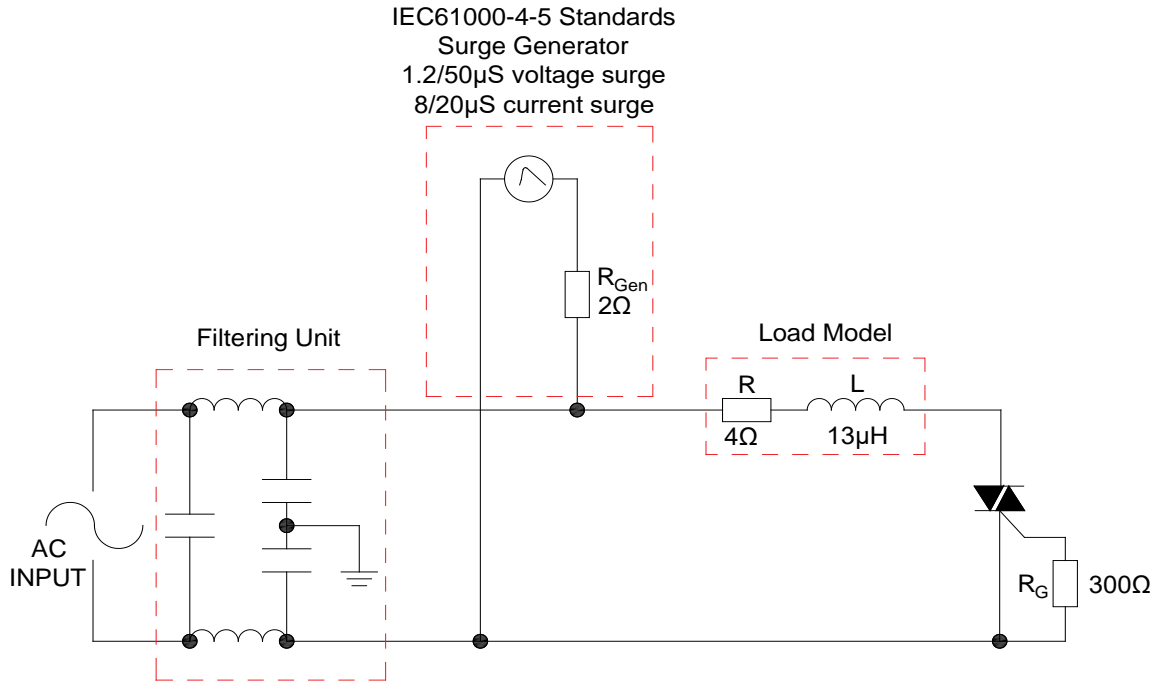 IEC61000-4-5 Standards
Surge Generator
1.2/50µS voltage surge
8/20µS current surge
RGen
2Ω
Filtering Unit
Load Model
R
L
4Ω
13µH
AC
INPUT
RG
300Ω